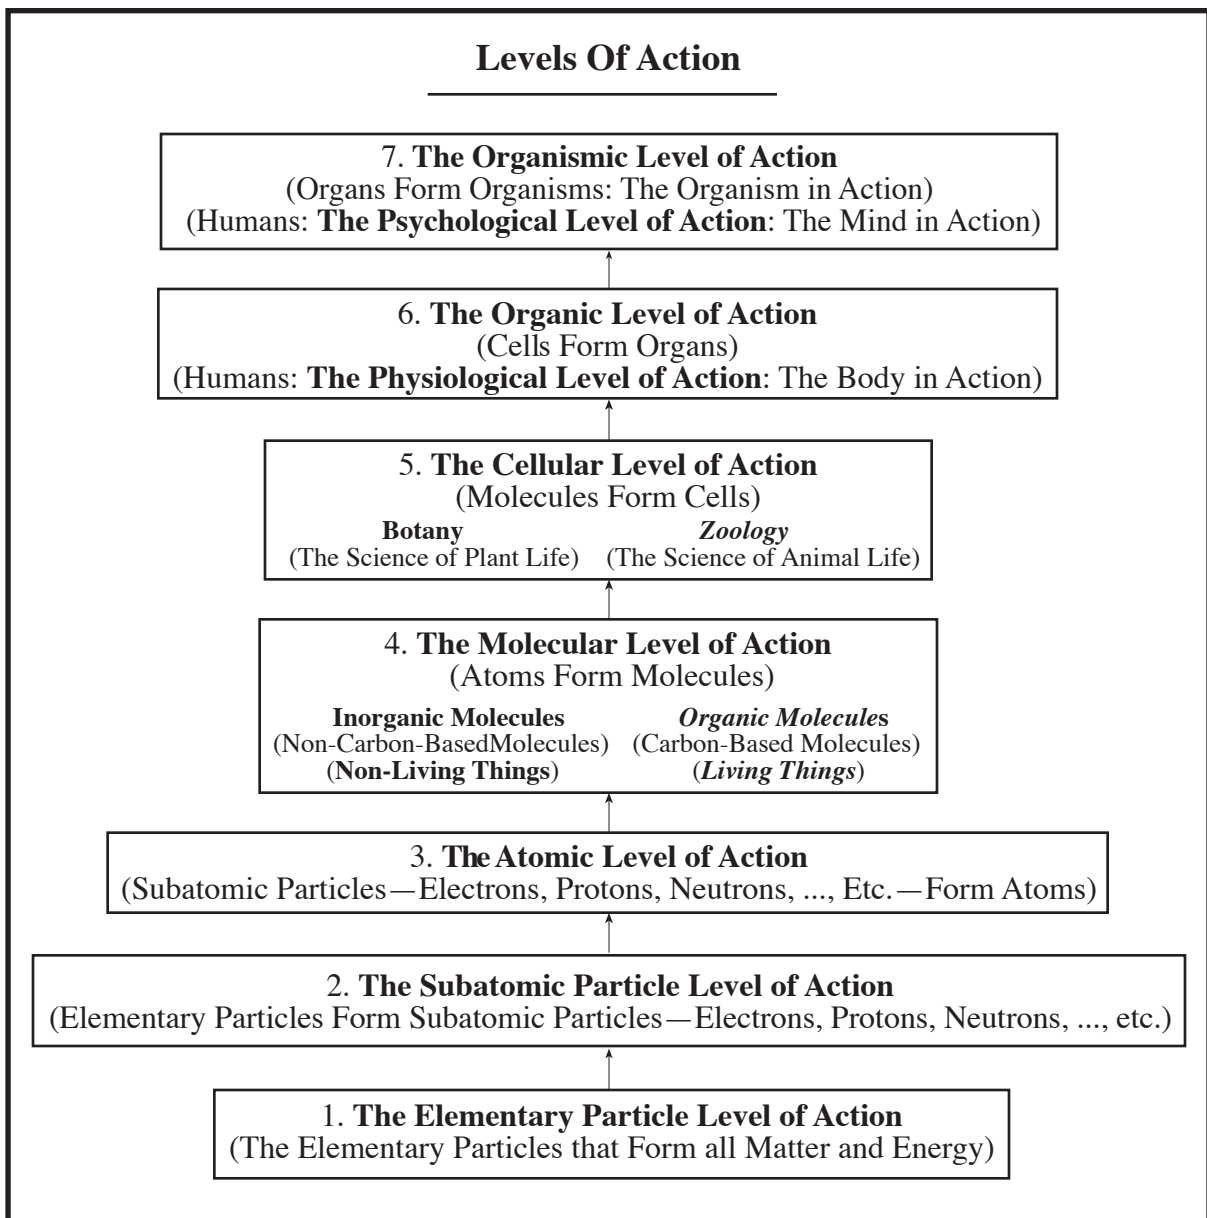 Levels Of Action
7. The Organismic Level of Action
(Organs Form Organisms: The Organism in Action)
(Humans: The Psychological Level of Action: The Mind in Action)
6. The Organic Level of Action
(Cells Form Organs)
(Humans: The Physiological Level of Action: The Body in Action)
5. The Cellular Level of Action
(Molecules Form Cells)
Botany
(The Science of Plant Life)
Zoology
(The Science of Animal Life)
4. The Molecular Level of Action
(Atoms Form Molecules)
Inorganic Molecules
(Non-Carbon-BasedMolecules)
(Non-Living Things)
Organic Molecules
(Carbon-Based Molecules)
(Living Things)
3. The Atomic Level of Action
(Subatomic Particles—Electrons, Protons, Neutrons, ..., Etc.—Form Atoms)
2. The Subatomic Particle Level of Action
(Elementary Particles Form Subatomic Particles—Electrons, Protons, Neutrons, ..., etc.)
1. The Elementary Particle Level of Action
(The Elementary Particles that Form all Matter and Energy)